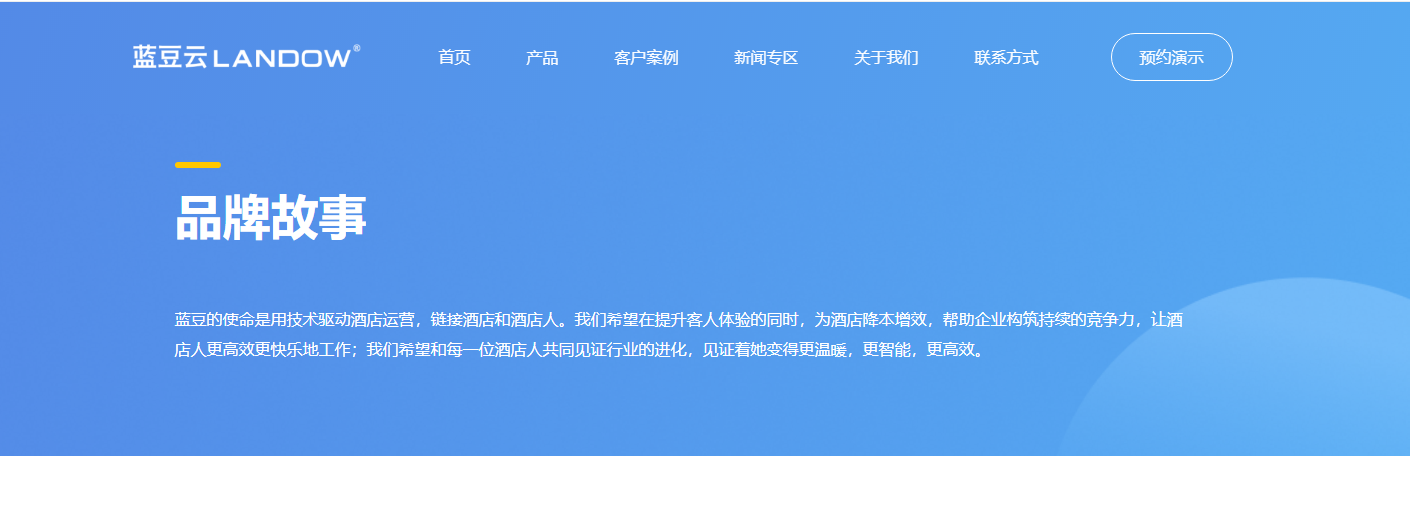 蓝豆云 LANDOW® 首页 产品 客户案例 新闻专区 关于我们 联系方式 预约演示
品牌故事
蓝豆的使命是用技术驱动酒店运营，链接酒店和酒店人。我们希望在提升客人体验的同时，为酒店降本增效，帮助企业构筑持续的竞争力，让酒
店人更高效更快乐地工作；我们希望和每一位酒店人共同见证行业的进化，见证着她变得更温暖，更智能，更高效。